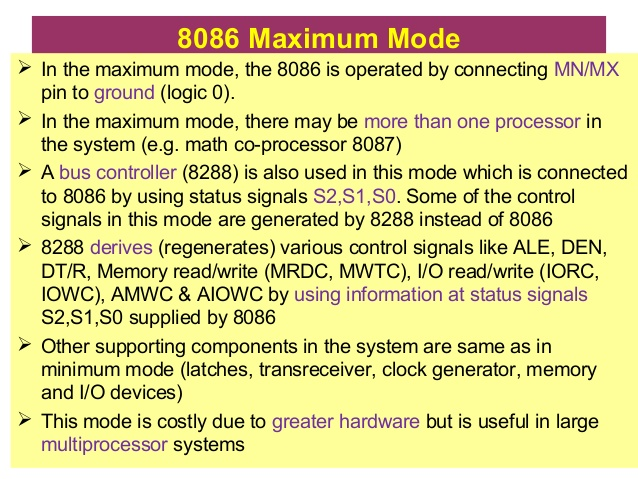 8086 Maximum Mode
➢ In the maximum mode, the 8086 is operated by connecting MN/MX
pin to ground (logic 0).
➢ In the maximum mode, there may be more than one processor in
the system (e.g. math co-processor 8087)
➢ A bus controller (8288) is also used in this mode which is connected
to 8086 by using status signals S2,S1,S0. Some of the control
signals in this mode are generated by 8288 instead of 8086
➢ 8288 derives (regenerates) various control signals like ALE, DEN,
DT/R, Memory read/write (MRDC, MWTC), I/O read/write (IORC,
IOWC), AMWC & AIOWC by using information at status signals
S2,S1,S0 supplied by 8086
➢ Other supporting components in the system are same as in
minimum mode (latches, transreceiver, clock generator, memory
and I/O devices)
➢ This mode is costly due to greater hardware but is useful in large
multiprocessor systems